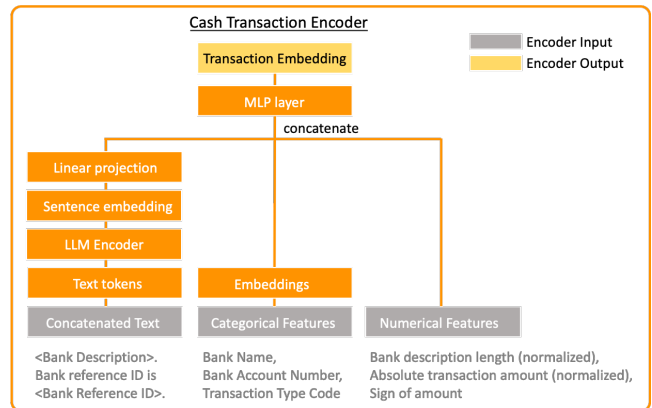 Cash Transaction Encoder
Encoder Input
Encoder Output
Transaction Embedding
MLP layer
concatenate
Linear projection
Sentence embedding
LLM Encoder
Text tokens
Embeddings
Concatenated Text
Categorical Features
Numerical Features
<Bank Description>.
Bank reference ID is
<Bank Reference ID>.
Bank Name,
Bank Account Number,
Transaction Type Code
Bank description length (normalized),
Absolute transaction amount (normalized),
Sign of amount